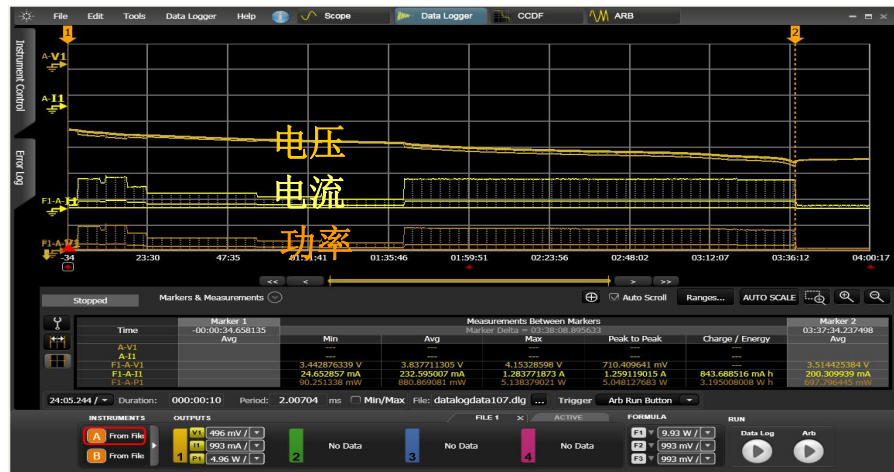 File Edit Tools Data Logger Help Scope Data Logger CCDF ARB
Instrument Control
Error Log
1 2
A-V1
A-I1
电压
电流
F1-A-I1
功率
F1-A-V1
-34 23:30 47:35 01:11:41 01:35:46 01:59:51 02:23:56 02:48:02 03:12:07 03:36:12 04:00:17
<< < > >>
Stopped Markers & Measurements Auto Scroll Ranges... AUTO SCALE
Marker 1 Measurements Between Markers Marker 2
Time -00:00:34.658135 Marker Delta = 03:38:08.895633 03:37:34.237498
Avg Min Avg Max Peak to Peak Charge / Energy Avg
A-V1 --- --- --- --- ---
A-I1 --- --- --- --- ---
F1-A-V1 3.442876339 V 3.837711305 V 4.15328598 V 710.409641 mV --- 3.514425384 V
F1-A-I1 24.652857 mA 232.595007 mA 1.283771873 A 1.259119015 A 843.688516 mA h 200.309939 mA
F1-A-P1 90.251338 mW 880.869081 mW 5.138379021 W 5.048127683 W 3.195008008 W h 697.796445 mW
24:05.244 / Duration: 000:00:10 Period: 2.00704 ms Min/Max File: datalogdata107.dlg ... Trigger Arb Run Button
INSTRUMENTS OUTPUTS FILE 1 × ACTIVE FORMULA RUN
A From File V1 496 mV / F1 9.93 W / Data Log Arb
1 I1 993 mA / 2 No Data 3 No Data 4 No Data F2 993 mV /
B From File P1 4.96 W / F3 993 mV /